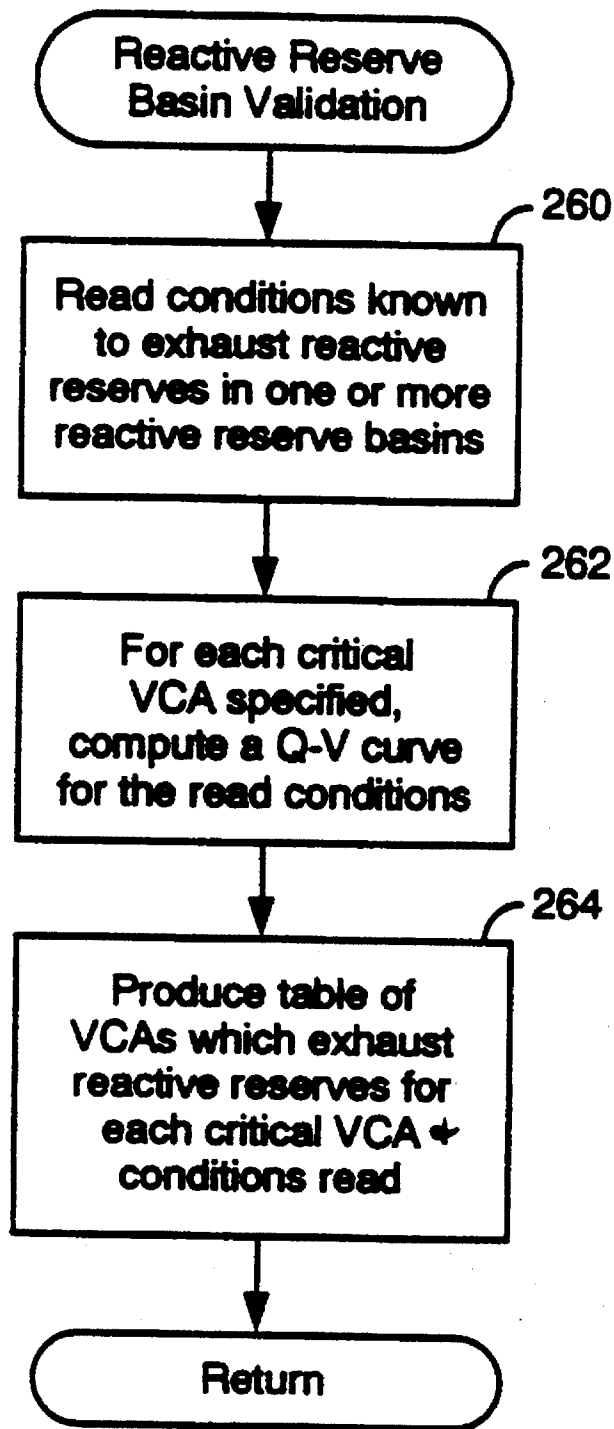 Reactive Reserve
Basin Validation
260
Read conditions known
to exhaust reactive
reserves in one or more
reactive reserve basins
262
For each critical
VCA specified,
compute a Q-V curve
for the read conditions
264
Produce table of
VCAs which exhaust
reactive reserves for
each critical VCA &
conditions read
Return